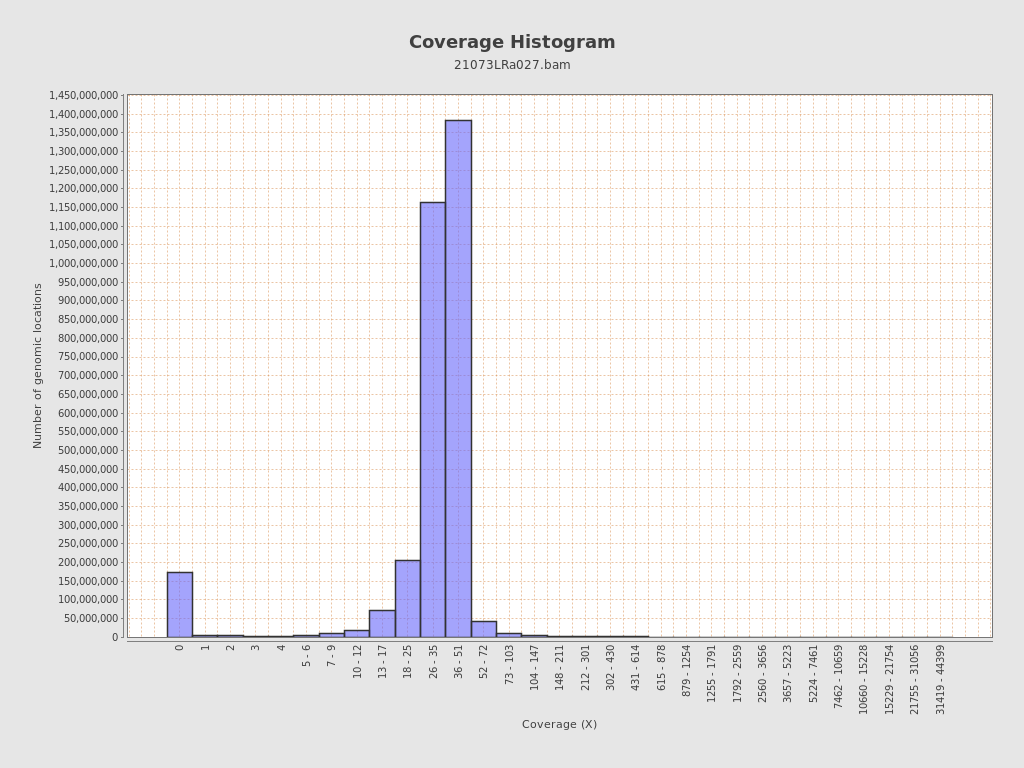 Coverage Histogram
21073LRa027.bam
Number of genomic locations
1,450,000,000
1,400,000,000
1,350,000,000
1,300,000,000
1,250,000,000
1,200,000,000
1,150,000,000
1,100,000,000
1,050,000,000
1,000,000,000
950,000,000
900,000,000
850,000,000
800,000,000
750,000,000
700,000,000
650,000,000
600,000,000
550,000,000
500,000,000
450,000,000
400,000,000
350,000,000
300,000,000
250,000,000
200,000,000
150,000,000
100,000,000
50,000,000
0
0
1
2
3
4
5 - 6
7 - 9
10 - 12
13 - 17
18 - 25
26 - 35
36 - 51
52 - 72
73 - 103
104 - 147
148 - 211
212 - 301
302 - 430
431 - 614
615 - 878
879 - 1254
1255 - 1791
1792 - 2559
2560 - 3656
3657 - 5223
5224 - 7461
7462 - 10659
10660 - 15228
15229 - 21754
21755 - 31056
31419 - 44399
Coverage (X)